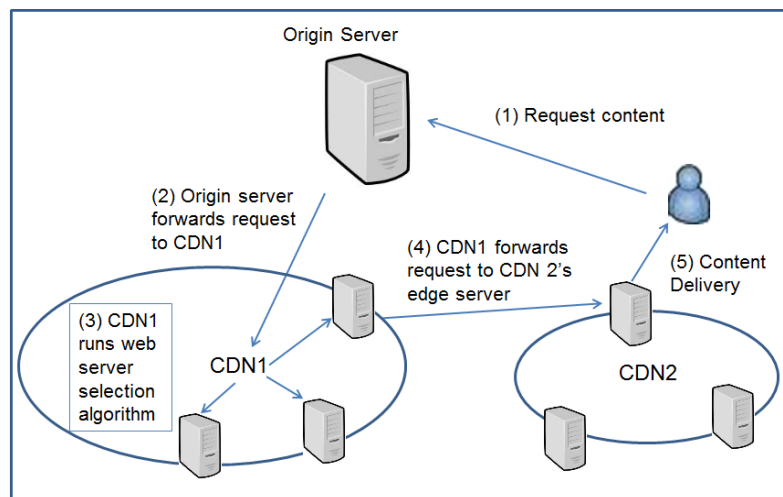 Origin Server
(1) Request content
(2) Origin server
forwards request
to CDN1
(4) CDN1 forwards
request to CDN 2's
edge server
(5) Content
Delivery
(3) CDN1
runs web
server
selection
algorithm
CDN1
CDN2